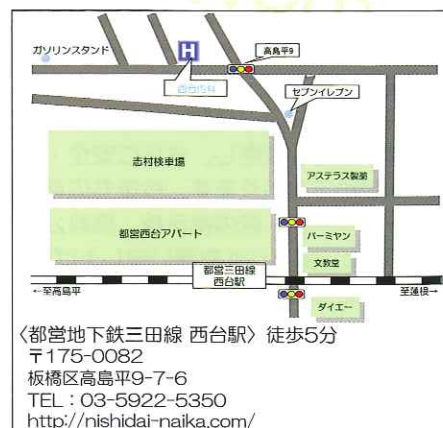 ガソリンスタンド
H
高島平9
西台内科
セブンイレブン
志村検車場
アステラス製薬
都営西台アパート
バーミヤン
文教堂
都営三田線
西台駅
←至高島平
至蓮根→
ダイエー
〈都営地下鉄三田線 西台駅〉徒歩5分
〒175-0082
板橋区高島平9-7-6
TEL：03-5922-5350
http://nishidai-naika.com/